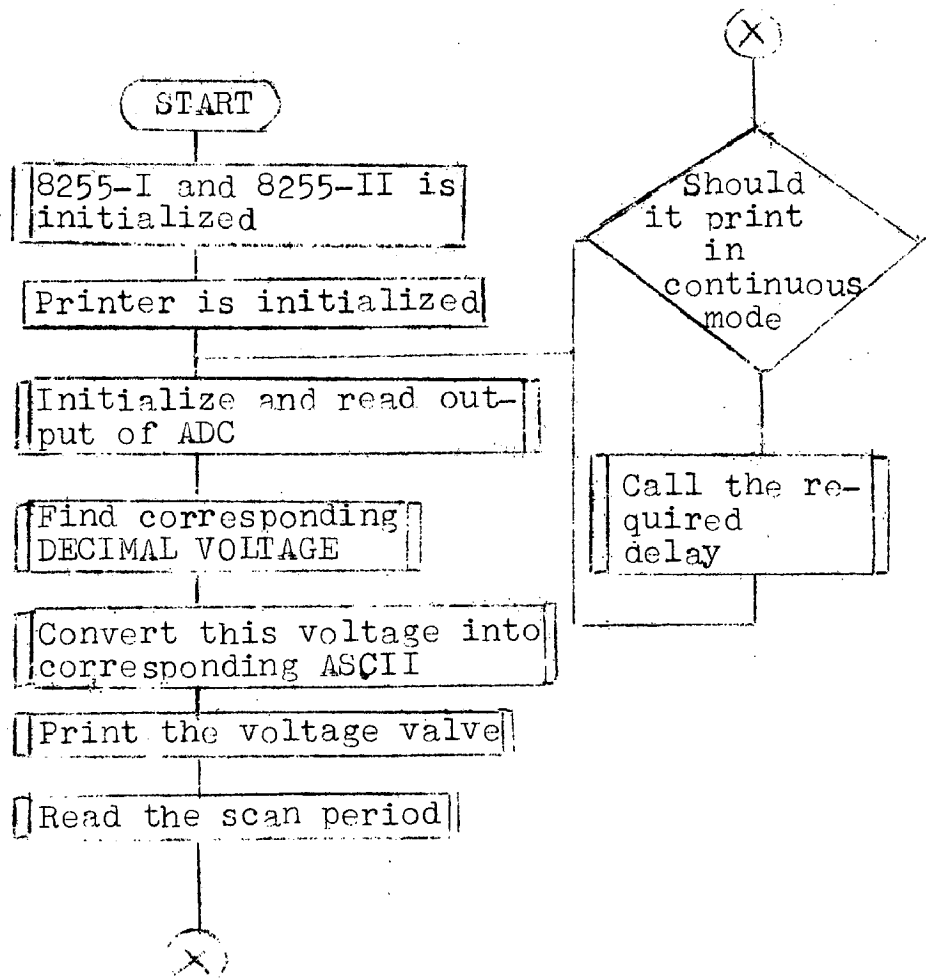 START
8255-I and 8255-II is
initialized
Printer is initialized
Initialize and read out-
put of ADC
Find corresponding
DECIMAL VOLTAGE
Convert this voltage into
corresponding ASCII
Print the voltage valve
Read the scan period
X
X
Should
it print
in
continuous
mode
Call the re-
quired
delay